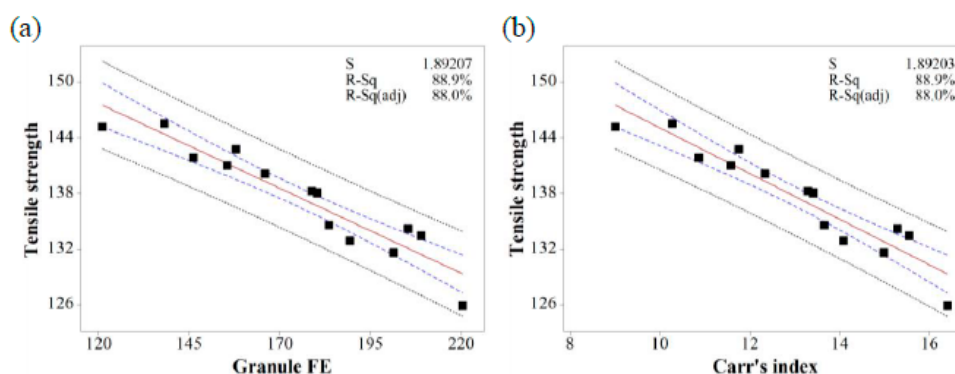 (a)
S 1.89207
R-Sq 88.9%
R-Sq(adj) 88.0%
Tensile strength
150
144
138
132
126
120 145 170 195 220
Granule FE
(b)
S 1.89203
R-Sq 88.9%
R-Sq(adj) 88.0%
Tensile strength
150
144
138
132
126
8 10 12 14 16
Carr's index